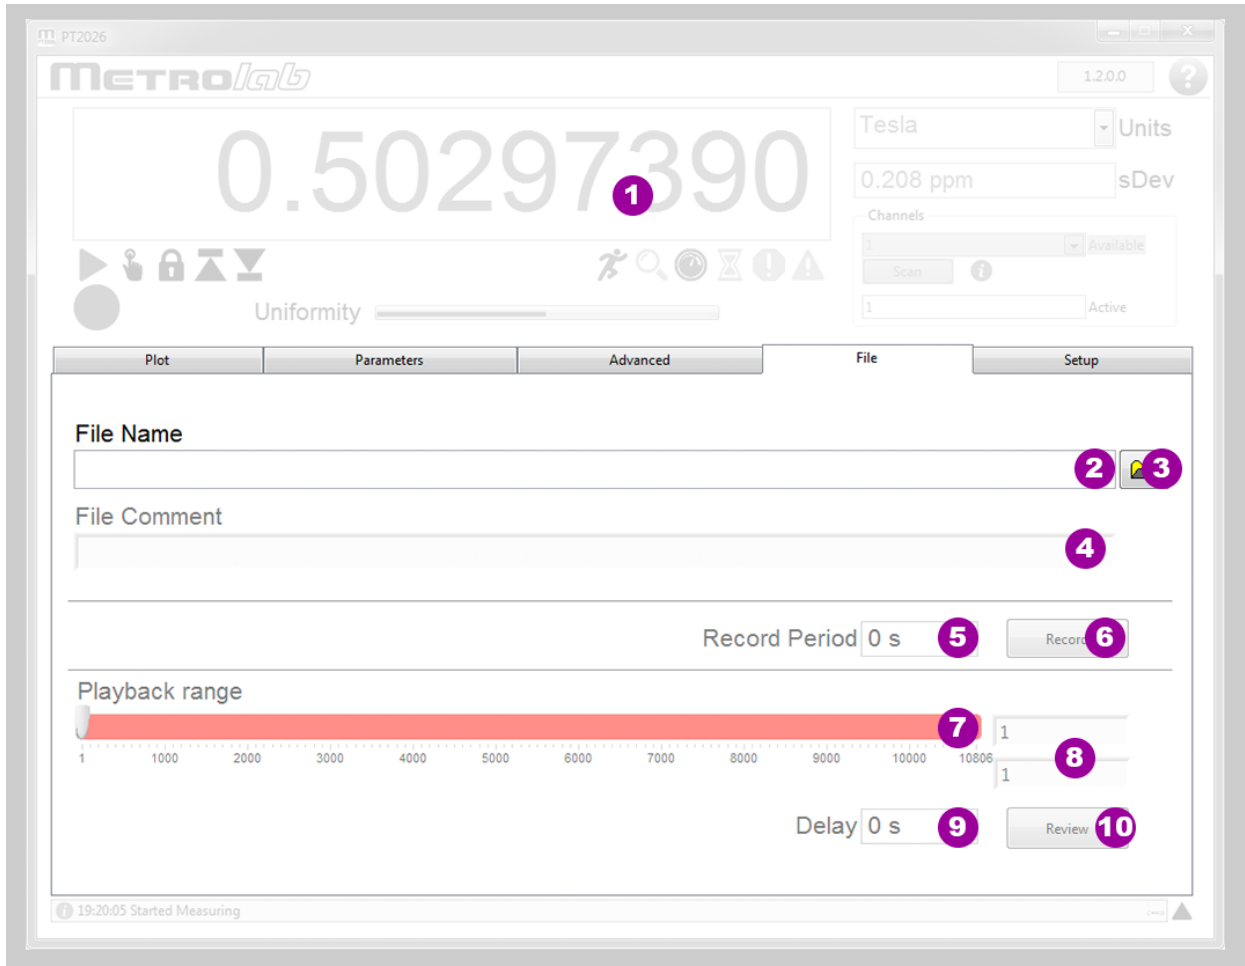 PT2026
METROlab
1.2.0.0
?
0.50297390
1
Tesla
Units
0.208 ppm
sDev
Channels
1
Available
Scan
1
Active
Uniformity
Plot
Parameters
Advanced
File
Setup
File Name
2
3
File Comment
4
Record Period
0 s
5
Record
6
Playback range
7
1
1 1000 2000 3000 4000 5000 6000 7000 8000 9000 10000 10806
8
1
Delay
0 s
9
Review
10
19:20:05 Started Measuring